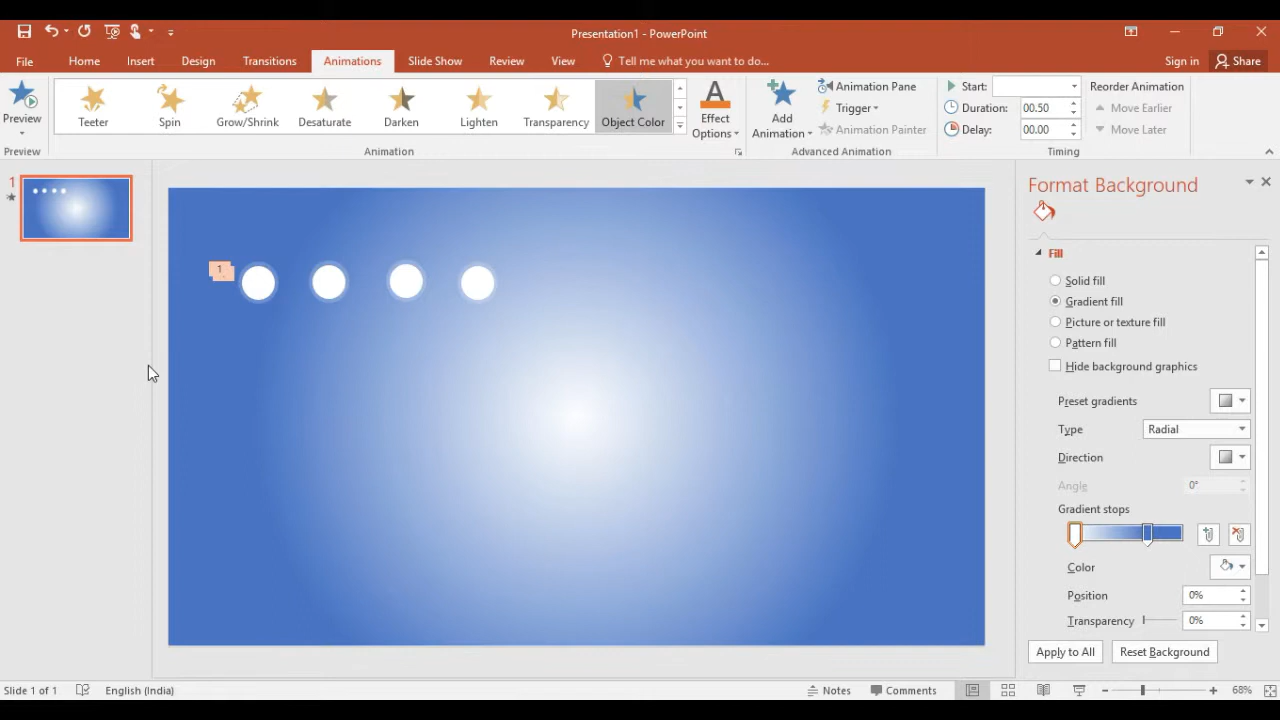 Presentation1 - PowerPoint
File Home Insert Design Transitions Animations Slide Show Review View Tell me what you want to do... Sign in Share
Preview
Teeter Spin Grow/Shrink Desaturate Darken Lighten Transparency Object Color
Effect Options
Add Animation
Animation Pane
Trigger
Animation Painter
Start:
Duration: 00.50
Delay: 00.00
Reorder Animation
Move Earlier
Move Later
Preview Animation Advanced Animation Timing
1
1
Format Background
Fill
Solid fill
Gradient fill
Picture or texture fill
Pattern fill
Hide background graphics
Preset gradients
Type Radial
Direction
Angle 0°
Gradient stops
Color
Position 0%
Transparency 0%
Apply to All Reset Background
Slide 1 of 1 English (India) Notes Comments 68%